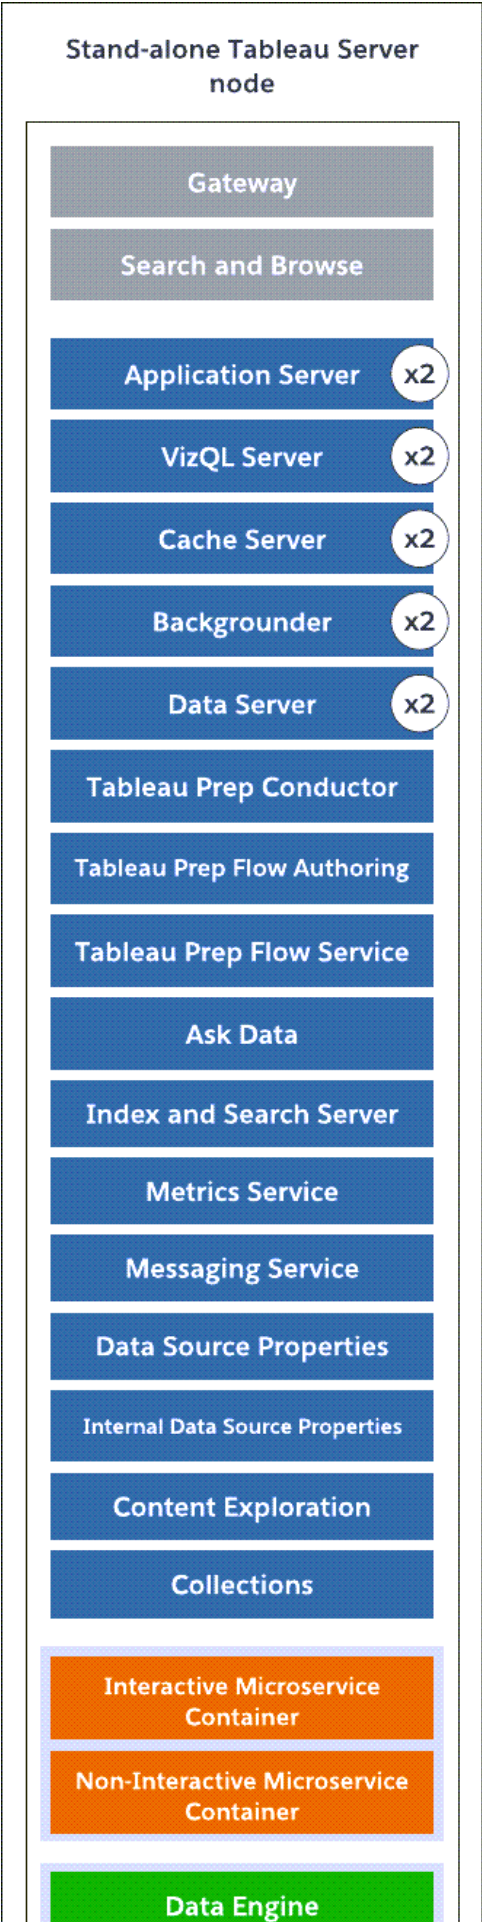 Stand-alone Tableau Server
node
Gateway
Search and Browse
Application Server x2
VizQL Server x2
Cache Server x2
Backgrounder x2
Data Server x2
Tableau Prep Conductor
Tableau Prep Flow Authoring
Tableau Prep Flow Service
Ask Data
Index and Search Server
Metrics Service
Messaging Service
Data Source Properties
Internal Data Source Properties
Content Exploration
Collections
Interactive Microservice
Container
Non-Interactive Microservice
Container
Data Engine